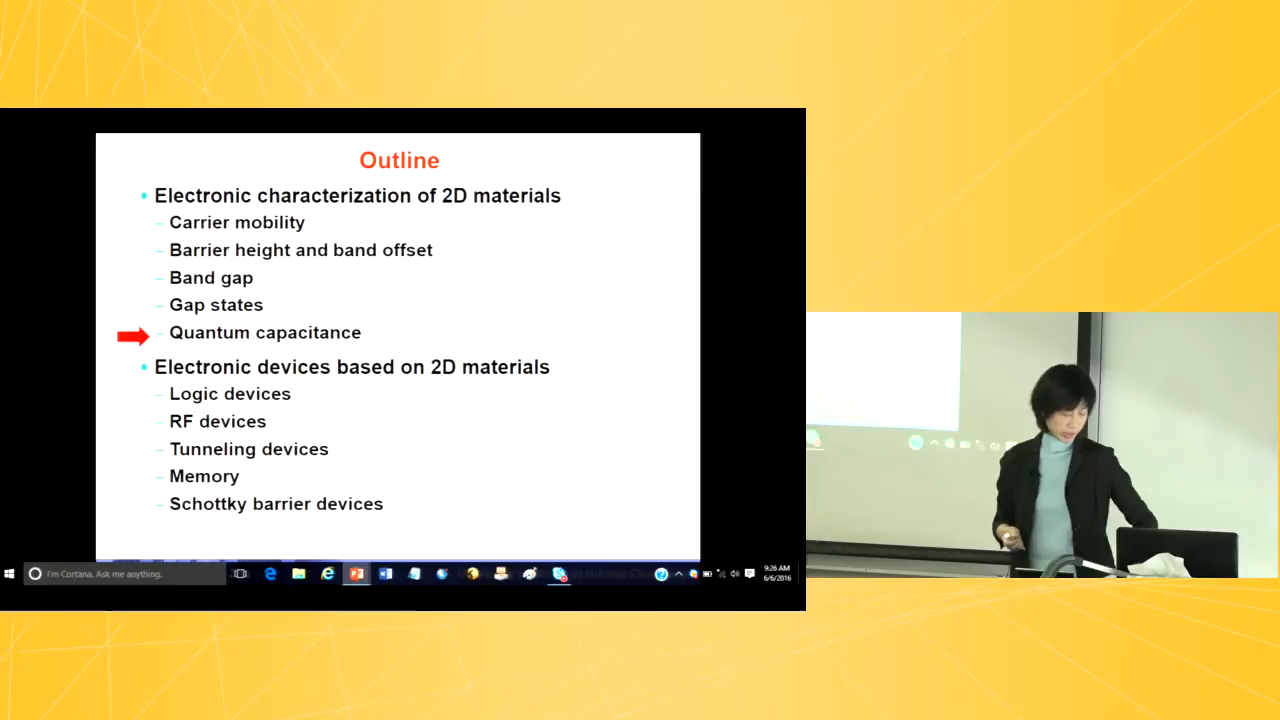 Outline
▪ Electronic characterization of 2D materials
– Carrier mobility
– Barrier height and band offset
– Band gap
– Gap states
– Quantum capacitance
▪ Electronic devices based on 2D materials
– Logic devices
– RF devices
– Tunneling devices
– Memory
– Schottky barrier devices
I'm Cortana. Ask me anything.
9:26 AM
6/6/2016